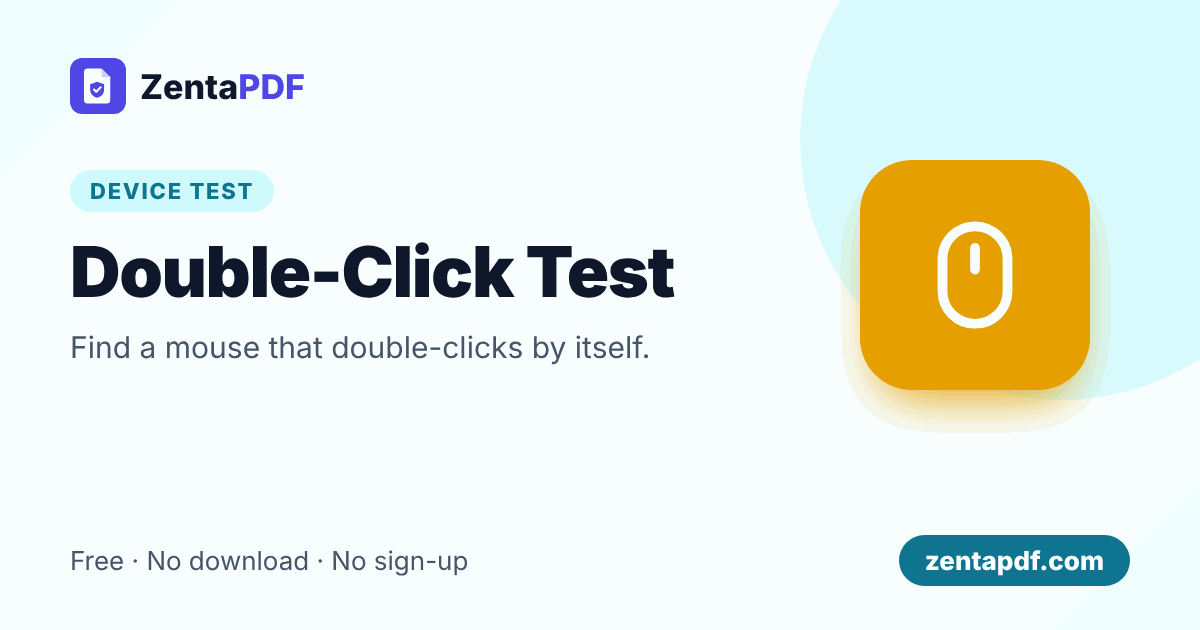 ZentaPDF
DEVICE TEST
Double-Click Test
Find a mouse that double-clicks by itself.
Free · No download · No sign-up
zentapdf.com